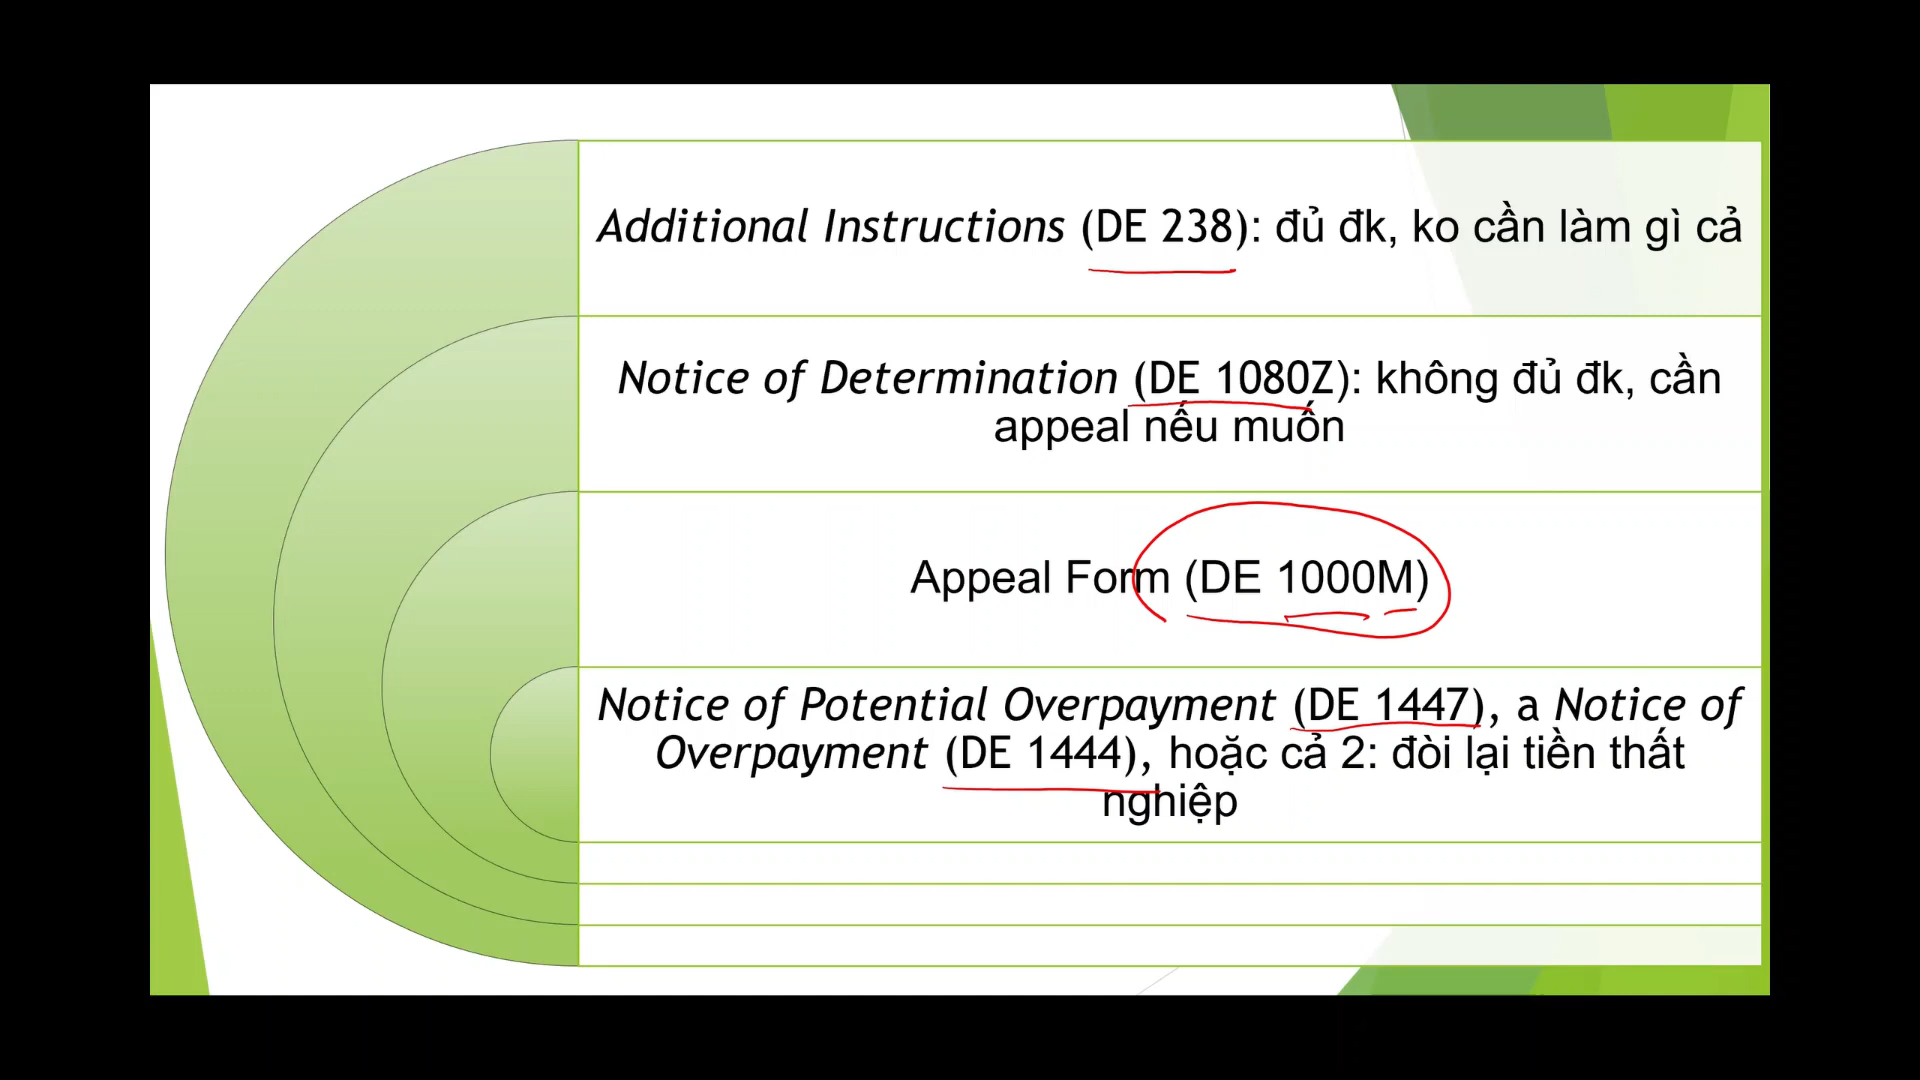 Additional Instructions (DE 238): đủ đk, ko cần làm gì cả
Notice of Determination (DE 1080Z): không đủ đk, cần
appeal nếu muốn
Appeal Form (DE 1000M)
Notice of Potential Overpayment (DE 1447), a Notice of
Overpayment (DE 1444), hoặc cả 2: đòi lại tiền thất
nghiệp